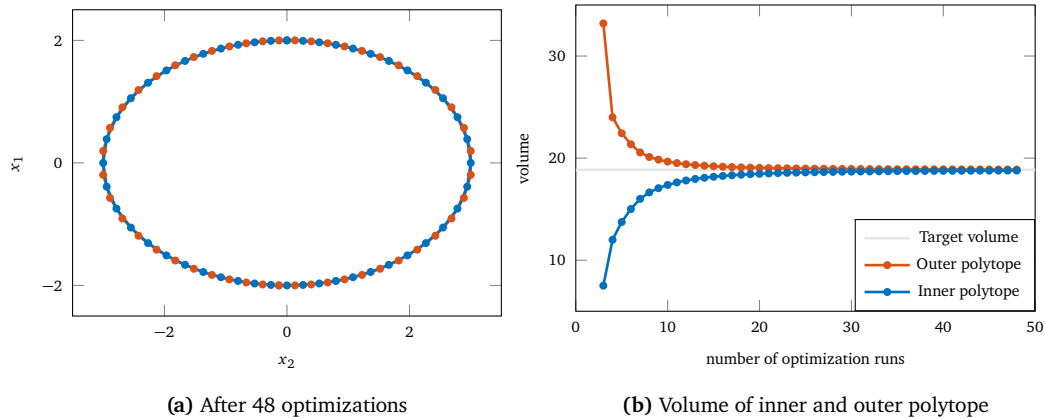 2
0
−2
x₁
−2
0
2
x₂
(a) After 48 optimizations
30
20
10
volume
0
10
20
30
40
50
number of optimization runs
Target volume
Outer polytope
Inner polytope
(b) Volume of inner and outer polytope